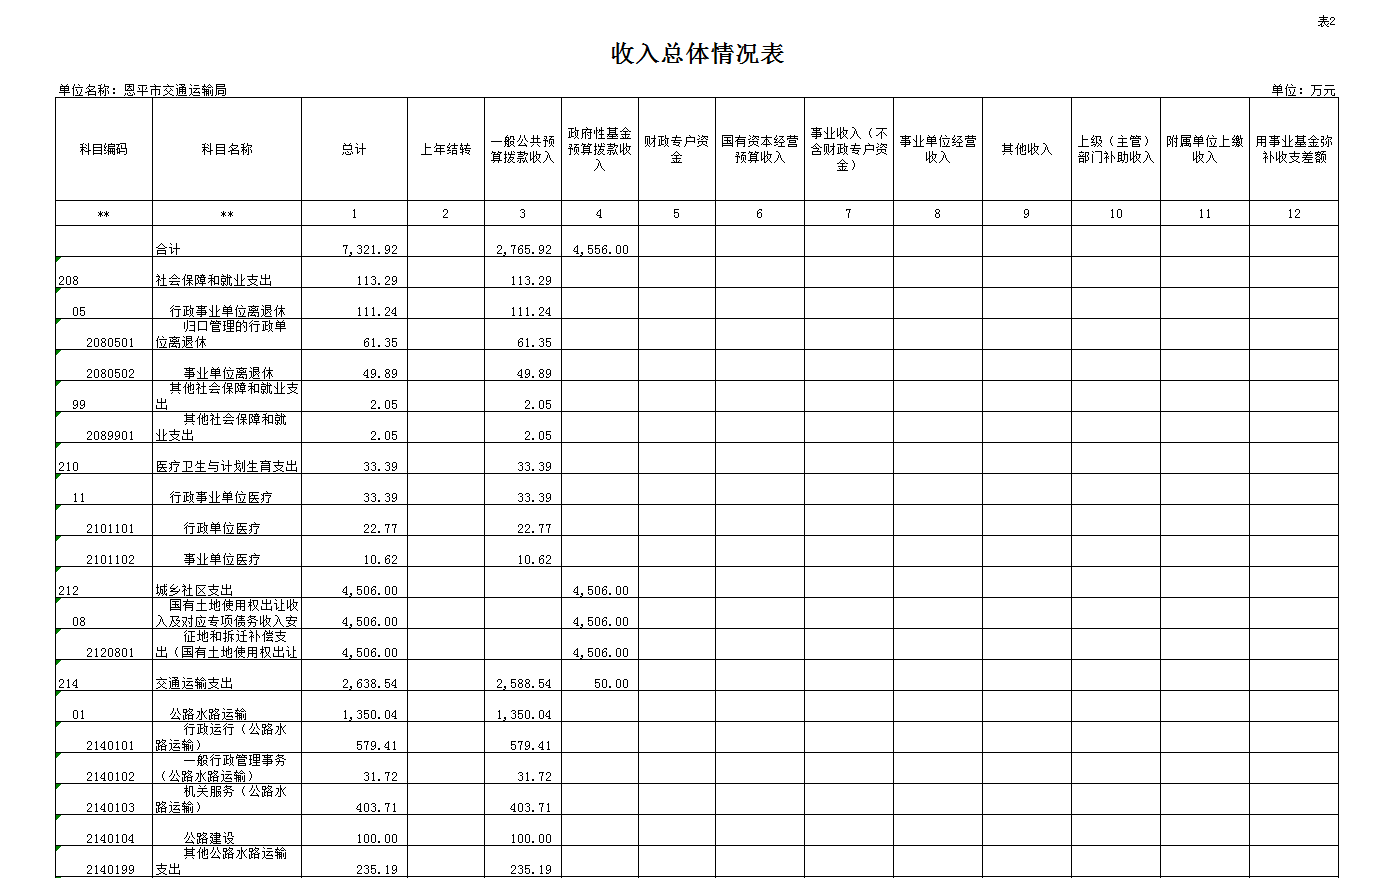 表2
收入总体情况表
单位名称：恩平市交通运输局 单位：万元
科目编码 科目名称 总计 上年结转 一般公共预算拨款收入 政府性基金预算拨款收入 财政专户资金 国有资本经营预算收入 事业收入（不含财政专户资金） 事业单位经营收入 其他收入 上级（主管）部门补助收入 附属单位上缴收入 用事业基金弥补收支差额
** ** 1 2 3 4 5 6 7 8 9 10 11 12
合计 7,321.92 2,765.92 4,556.00
208 社会保障和就业支出 113.29 113.29
05 行政事业单位离退休 111.24 111.24
2080501 归口管理的行政单位离退休 61.35 61.35
2080502 事业单位离退休 49.89 49.89
99 其他社会保障和就业支出 2.05 2.05
2089901 其他社会保障和就业支出 2.05 2.05
210 医疗卫生与计划生育支出 33.39 33.39
11 行政事业单位医疗 33.39 33.39
2101101 行政单位医疗 22.77 22.77
2101102 事业单位医疗 10.62 10.62
212 城乡社区支出 4,506.00 4,506.00
08 国有土地使用权出让收入及对应专项债务收入安 4,506.00 4,506.00
2120801 征地和拆迁补偿支出（国有土地使用权出让 4,506.00 4,506.00
214 交通运输支出 2,638.54 2,588.54 50.00
01 公路水路运输 1,350.04 1,350.04
2140101 行政运行（公路水路运输） 579.41 579.41
2140102 一般行政管理事务（公路水路运输） 31.72 31.72
2140103 机关服务（公路水路运输） 403.71 403.71
2140104 公路建设 100.00 100.00
2140199 其他公路水路运输支出 235.19 235.19